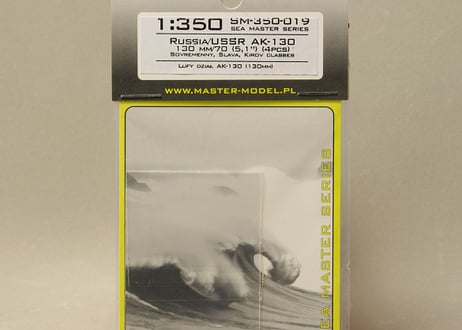 1:350 SM-350-019
SEA MASTER SERIES
RUSSIA/USSR AK-130
130 MM/70 (5,1") (4PCS)
SOVREMENNY, SLAVA, KIROV CLASSES
LUFY DZIAŁ AK-130 (130MM)
WWW.MASTER-MODEL.PL
SEA MASTER SERIES